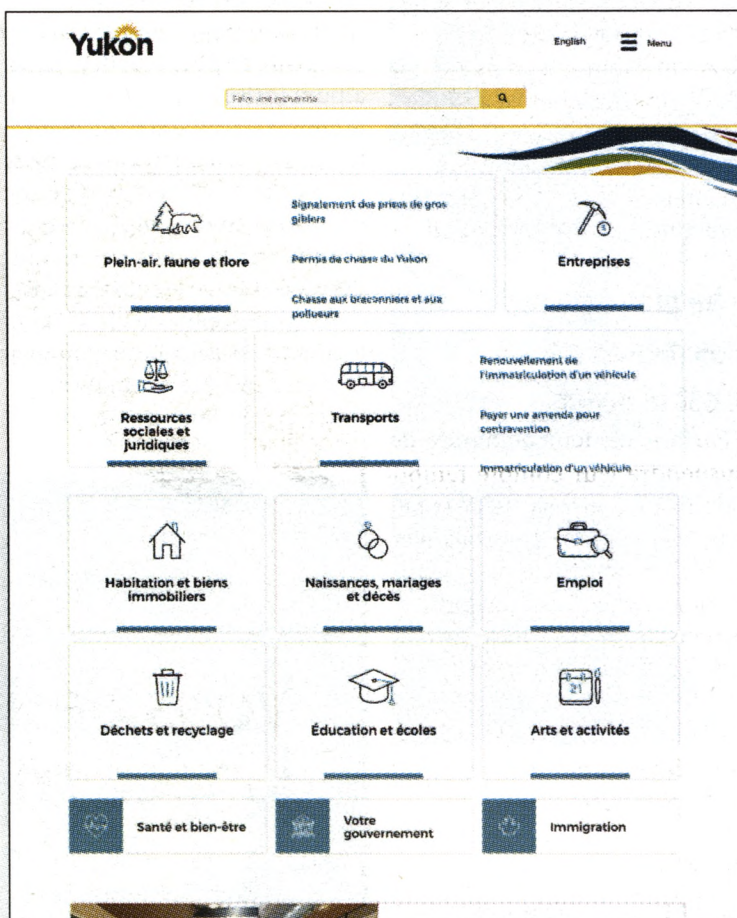 Yukon
English
Menu
Faire une recherche
Plein-air, faune et flore
Signalement des prises de gros
gibiers
Permis de chasse du Yukon
Chasse aux braconniers et aux
pollueurs
Entreprises
Ressources
sociales et
juridiques
Transports
Renouvellement de
l'immatriculation d'un véhicule
Payer une amende pour
contravention
Immatriculation d'un véhicule
Habitation et biens
immobiliers
Naissances, mariages
et décès
Emploi
Déchets et recyclage
Éducation et écoles
21
Arts et activités
Santé et bien-être
Votre
gouvernement
Immigration